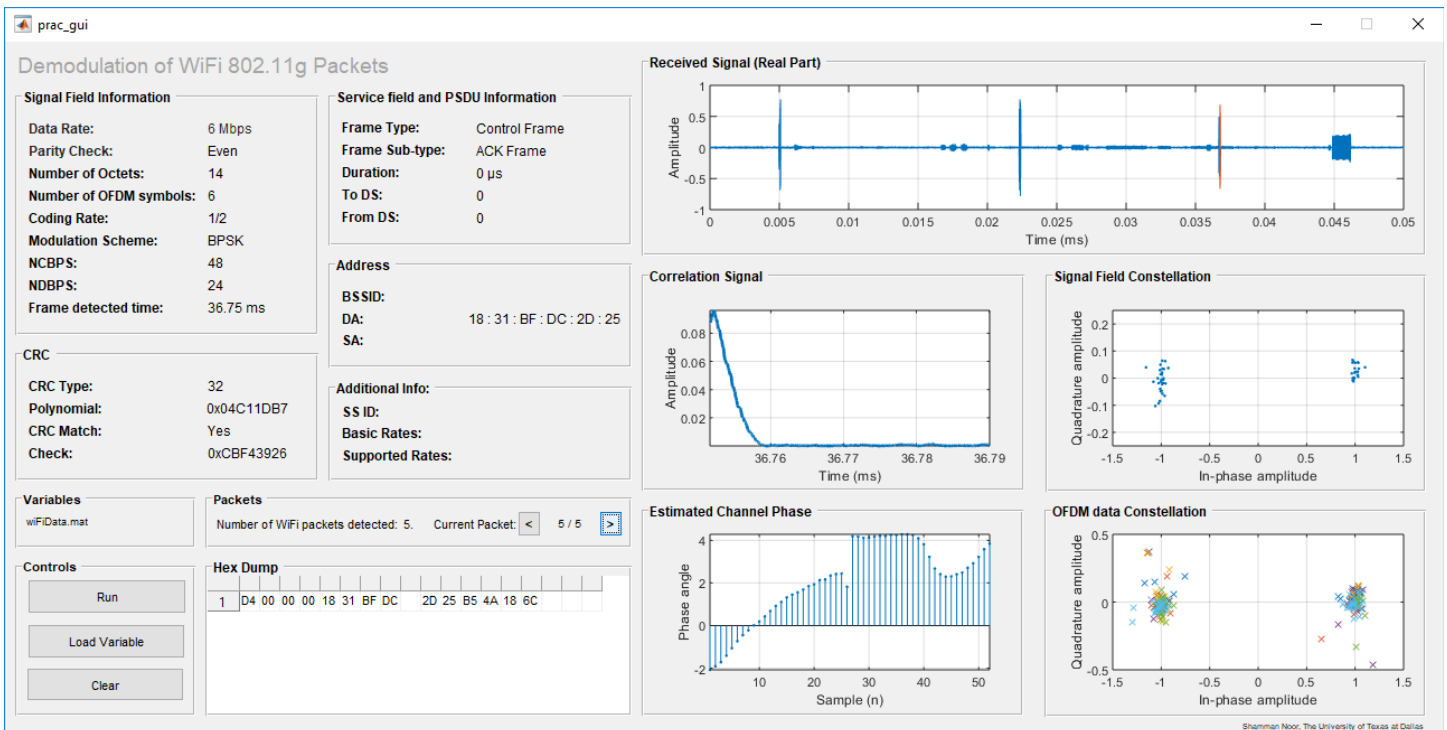 prac_gui
Demodulation of WiFi 802.11g Packets
Signal Field Information
Data Rate: 6 Mbps
Parity Check: Even
Number of Octets: 14
Number of OFDM symbols: 6
Coding Rate: 1/2
Modulation Scheme: BPSK
NCBPS: 48
NDBPS: 24
Frame detected time: 36.75 ms
Service field and PSDU Information
Frame Type: Control Frame
Frame Sub-type: ACK Frame
Duration: 0 µs
To DS: 0
From DS: 0
Address
BSSID:
DA: 18 : 31 : BF : DC : 2D : 25
SA:
CRC
CRC Type: 32
Polynomial: 0x04C11DB7
CRC Match: Yes
Check: 0xCBF43926
Additional Info:
SS ID:
Basic Rates:
Supported Rates:
Variables
wiFiData.mat
Packets
Number of WiFi packets detected: 5. Current Packet: < 5 / 5 >
Controls
Run
Load Variable
Clear
Hex Dump
1 D4 00 00 00 18 31 BF DC 2D 25 B5 4A 18 6C
Received Signal (Real Part)
Amplitude
1
0.5
0
-0.5
-1
0 0.005 0.01 0.015 0.02 0.025 0.03 0.035 0.04 0.045 0.05
Time (ms)
Correlation Signal
Amplitude
0.08
0.06
0.04
0.02
36.76 36.77 36.78 36.79
Time (ms)
Signal Field Constellation
Quadrature amplitude
0.2
0.1
0
-0.1
-0.2
-1.5 -1 -0.5 0 0.5 1 1.5
In-phase amplitude
Estimated Channel Phase
Phase angle
4
2
0
-2
10 20 30 40 50
Sample (n)
OFDM data Constellation
Quadrature amplitude
0.5
0
-0.5
-1.5 -1 -0.5 0 0.5 1 1.5
In-phase amplitude
Shamman Noor, The University of Texas at Dallas